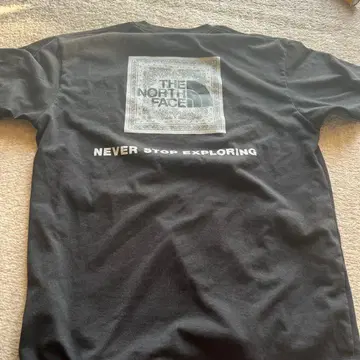 THE
NORTH
FACE
NEVER STOP EXPLORING